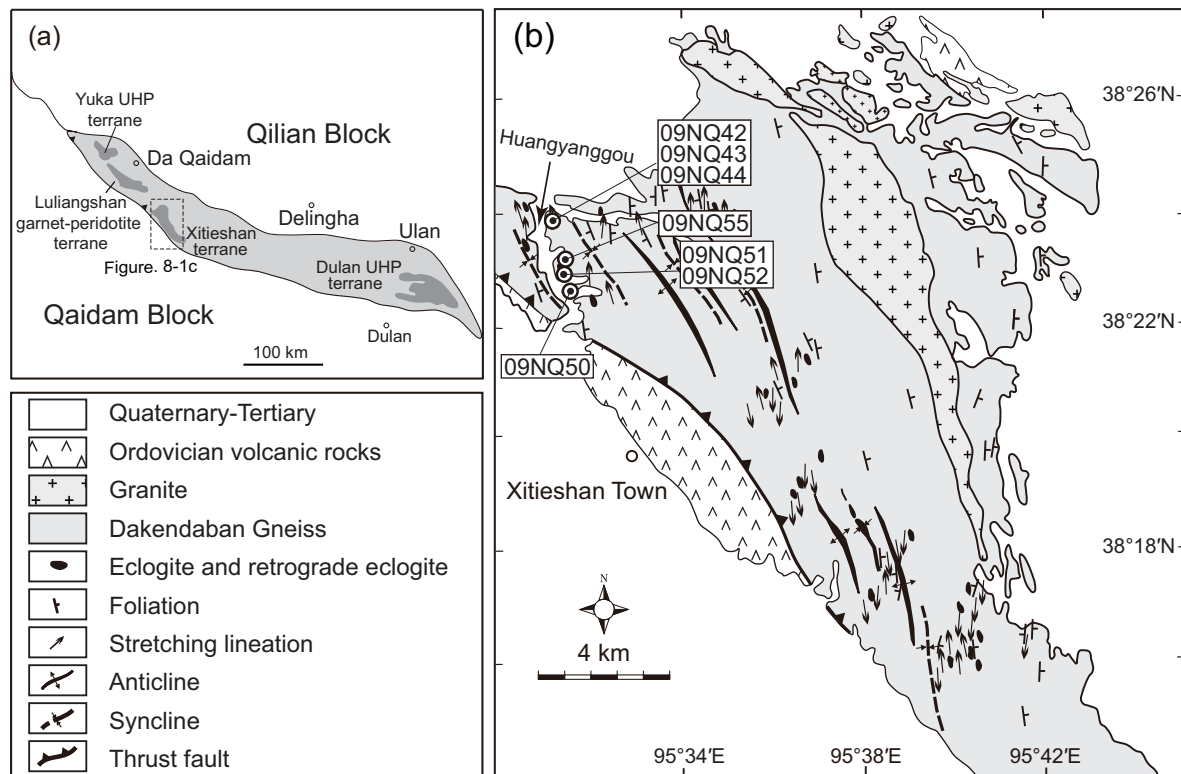 (a)
Yuka UHP
terrane
Qilian Block
Da Qaidam
Luliangshan
garnet-peridotite
terrane
Delingha
Xitieshan
terrane
Ulan
Figure. 8-1c
Dulan UHP
terrane
Qaidam Block
Dulan
100 km
Quaternary-Tertiary
Ordovician volcanic rocks
Granite
Dakendaban Gneiss
Eclogite and retrograde eclogite
Foliation
Stretching lineation
Anticline
Syncline
Thrust fault
(b)
38°26′N
Huangyanggou
09NQ42
09NQ43
09NQ44
09NQ55
09NQ51
09NQ52
38°22′N
09NQ50
Xitieshan Town
38°18′N
N
4 km
95°34′E
95°38′E
95°42′E